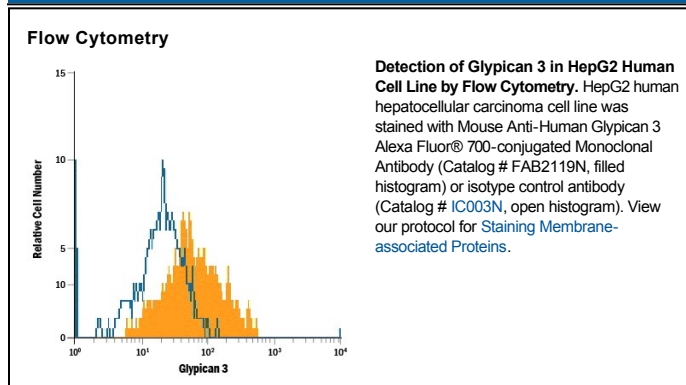 Flow Cytometry
15
10
5
10
0
Relative Cell Number
10⁰ 10¹ 10² 10³ 10⁴
Glypican 3
Detection of Glypican 3 in HepG2 Human
Cell Line by Flow Cytometry. HepG2 human
hepatocellular carcinoma cell line was
stained with Mouse Anti-Human Glypican 3
Alexa Fluor® 700-conjugated Monoclonal
Antibody (Catalog # FAB2119N, filled
histogram) or isotype control antibody
(Catalog # IC003N, open histogram). View
our protocol for Staining Membrane-
associated Proteins.